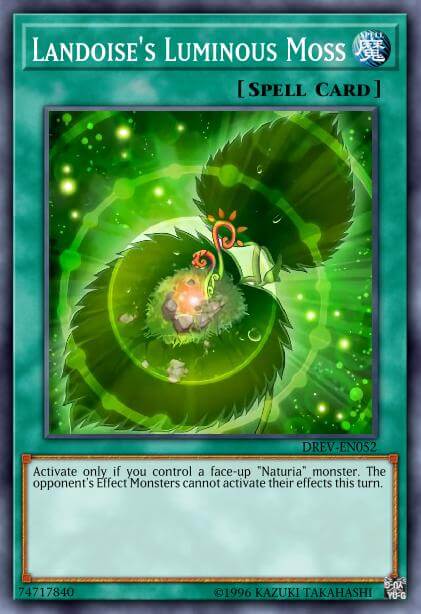 Landoise's Luminous Moss
[Spell Card]
DREV-EN052
Activate only if you control a face-up "Naturia" monster. The
opponent's Effect Monsters cannot activate their effects this turn.
74717840
©1996 KAZUKI TAKAHASHI